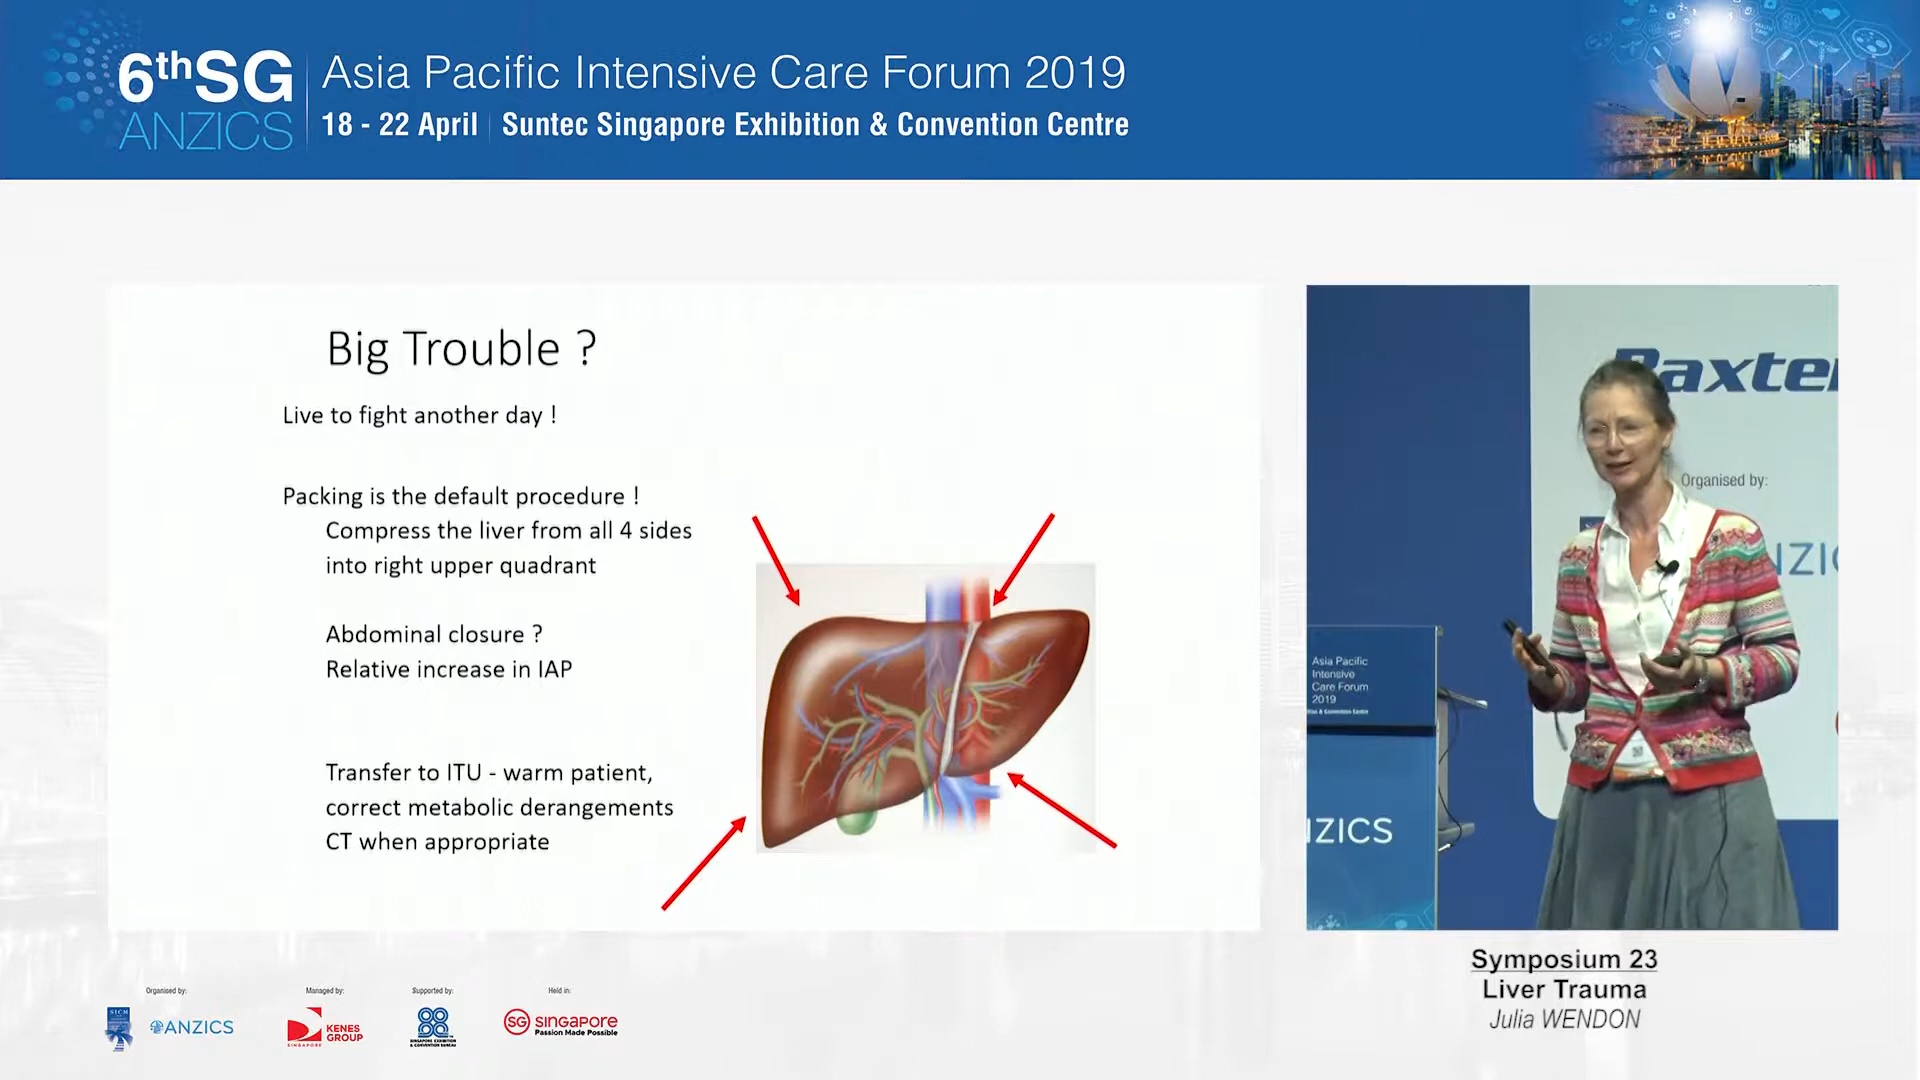 6thSG
ANZICS
Asia Pacific Intensive Care Forum 2019
18 - 22 April | Suntec Singapore Exhibition & Convention Centre
Big Trouble ?
Live to fight another day !
Packing is the default procedure !
Compress the liver from all 4 sides
into right upper quadrant
Abdominal closure ?
Relative increase in IAP
Transfer to ITU - warm patient,
correct metabolic derangements
CT when appropriate
Baxter
Organised by:
NZIC
Asia Pacific
Intensive
Care Forum
2019
NZICS
Symposium 23
Liver Trauma
Julia WENDON
Organised by:
SICM
ANZICS
Managed by:
KENES
GROUP
SINGAPORE
Supported by:
SINGAPORE EXHIBITION
& CONVENTION BUREAU
Held in:
SG singapore
Passion Made Possible